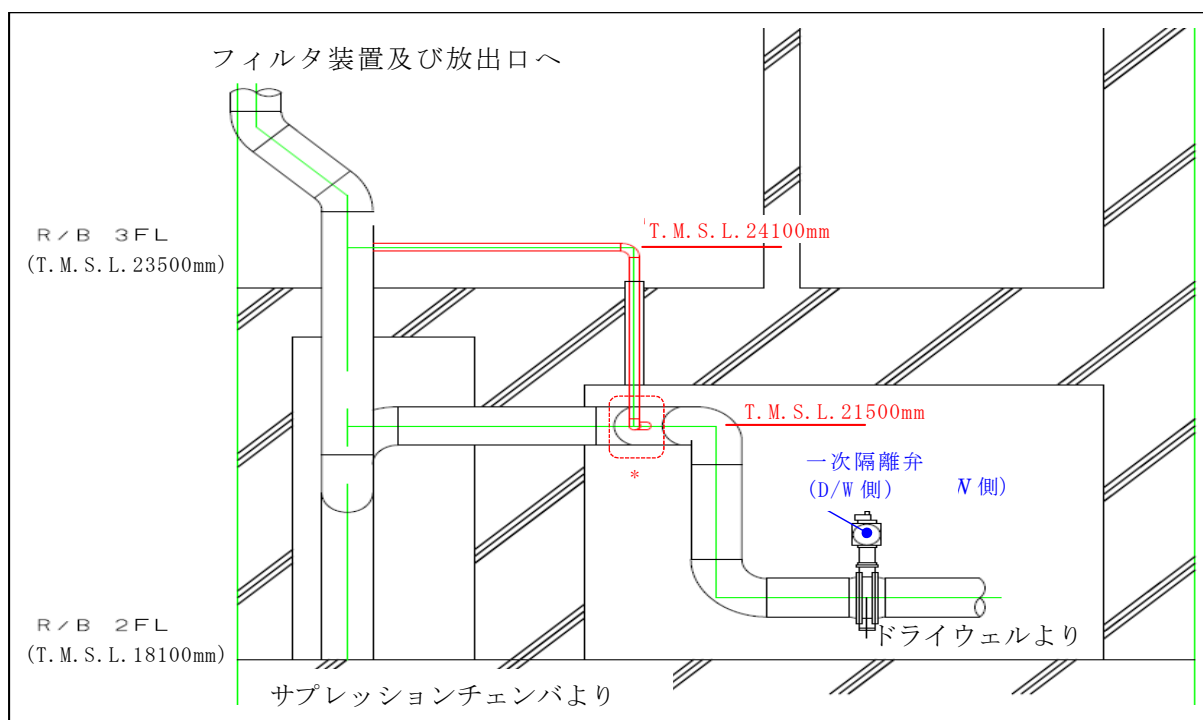 フィルタ装置及び放出口へ
R/B 3FL
(T.M.S.L.23500mm)
T.M.S.L.24100mm
T.M.S.L.21500mm
*
一次隔離弁
(D/W側)
側)
ドライウェルより
R/B 2FL
(T.M.S.L.18100mm)
サプレッションチェンバより